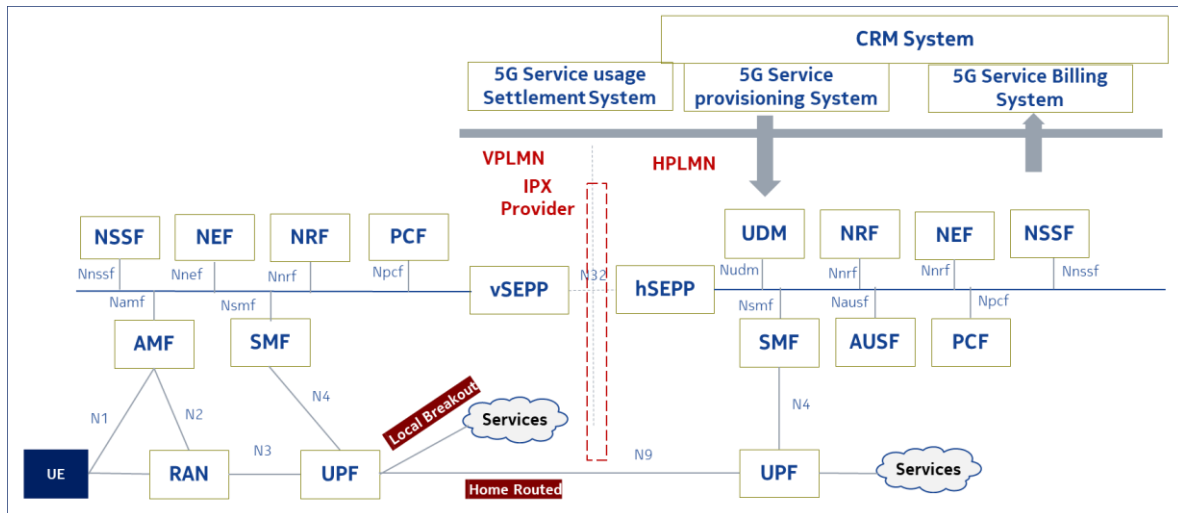 CRM System
5G Service usage
Settlement System
5G Service
provisioning System
5G Service Billing
System
VPLMN
HPLMN
IPX
Provider
NSSF
NEF
NRF
PCF
UDM
NRF
NEF
NSSF
Nnssf
Nnef
Nnrf
Npcf
Nudm
Nnrf
Nnrf
Nnssf
vSEPP
N32
hSEPP
Namf
Nsmf
Nsmf
Nausf
Npcf
AMF
SMF
SMF
AUSF
PCF
N1
N2
N4
N4
Local Breakout
Services
UE
RAN
N3
UPF
N9
Home Routed
UPF
Services